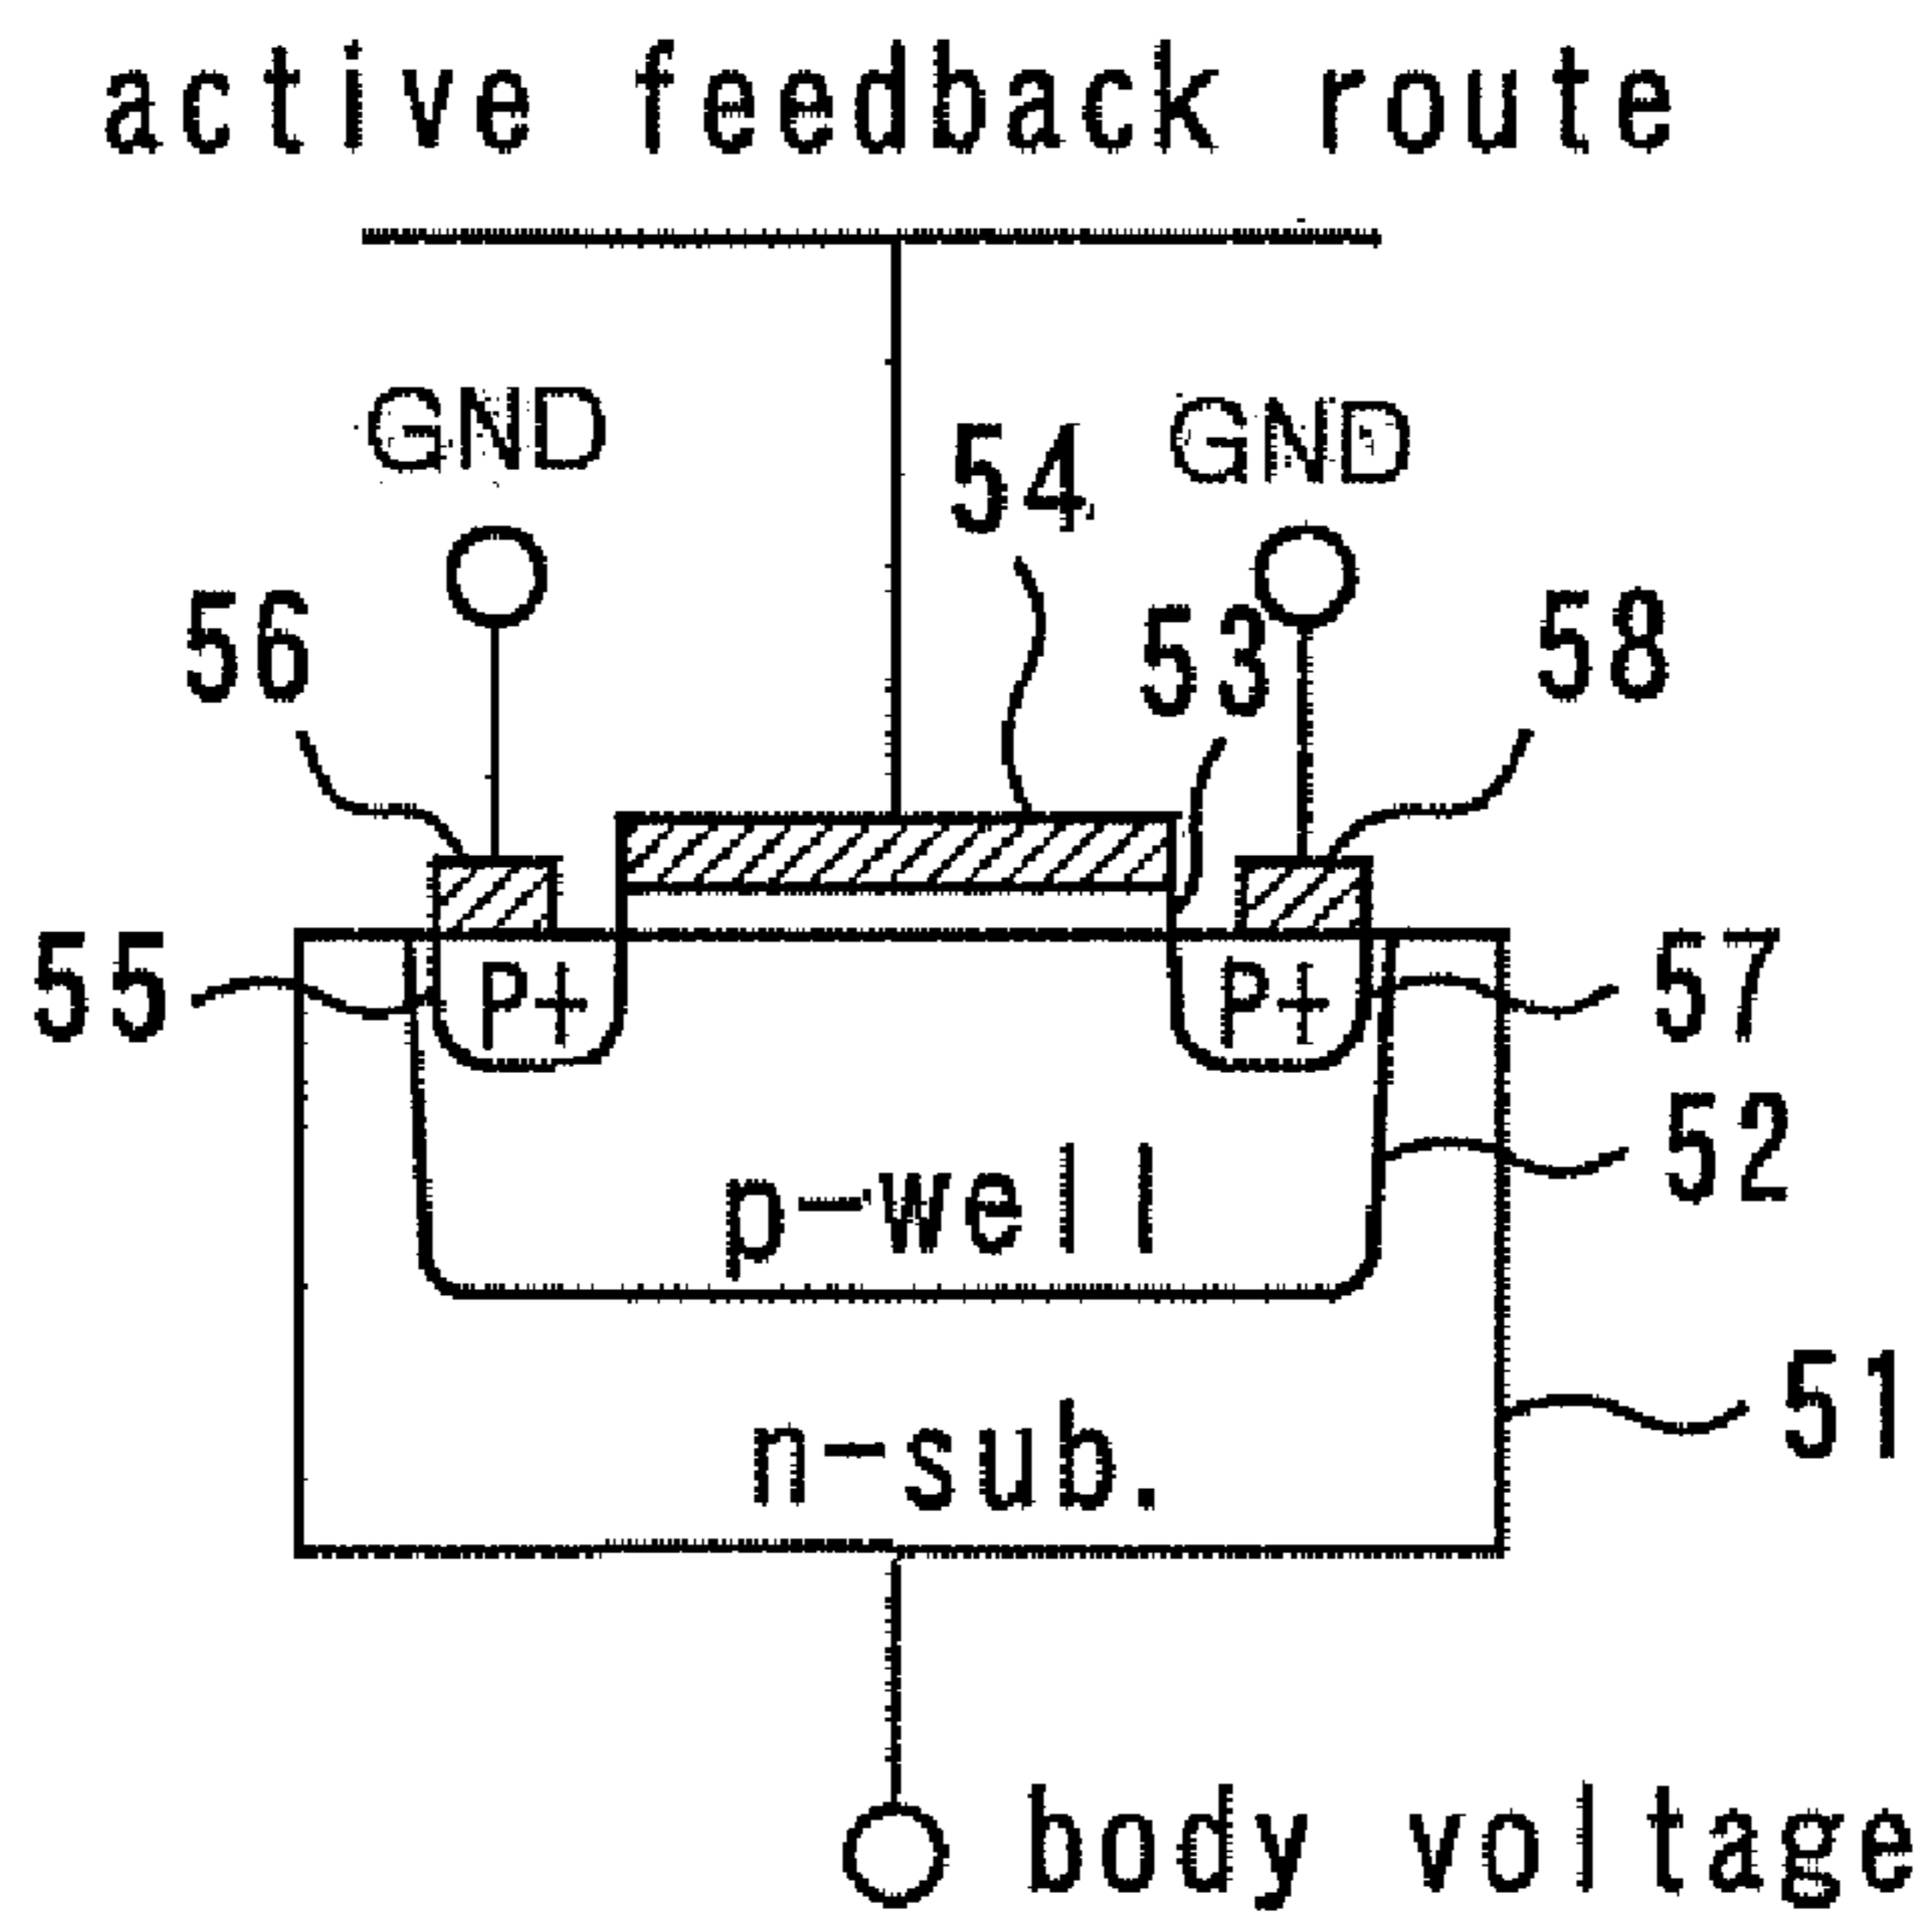 active feedback route
GND
GND
54
56
53
58
55
P+
P+
57
52
p-well
51
n-sub.
body voltage